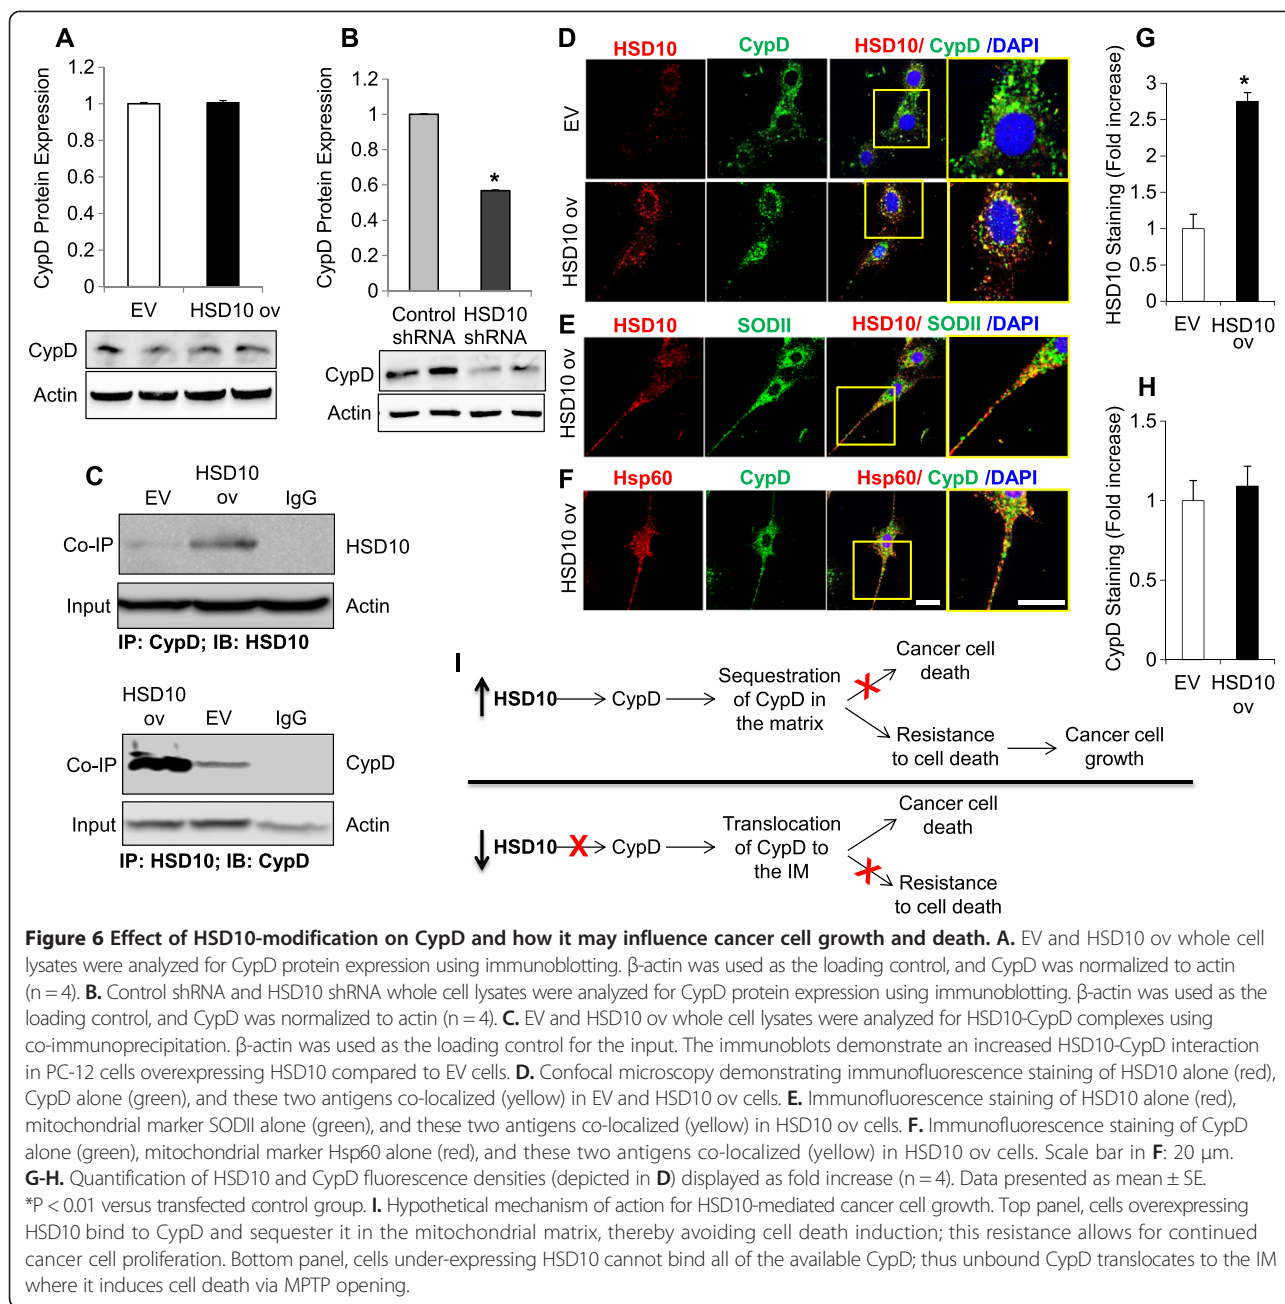 A
CypD Protein Expression
1.2
1
0.8
0.6
0.4
0.2
0
EV HSD10 ov
CypD
Actin
B
CypD Protein Expression
1.2
1
0.8
0.6
0.4
0.2
0
Control HSD10
shRNA shRNA
CypD
Actin
C
HSD10
EV ov IgG
Co-IP HSD10
Input Actin
IP: CypD; IB: HSD10
HSD10
ov EV IgG
Co-IP CypD
Input Actin
IP: HSD10; IB: CypD
D
HSD10 CypD HSD10/ CypD /DAPI
EV
HSD10 ov
E
HSD10 SODII HSD10/ SODII /DAPI
HSD10 ov
F
Hsp60 CypD Hsp60/ CypD /DAPI
HSD10 ov
G
HSD10 Staining (Fold increase)
3
2.5
2
1.5
1
0.5
0
*
EV HSD10
ov
H
CypD Staining (Fold increase)
1.5
1
0.5
0
EV HSD10
ov
*
I
HSD10 CypD Sequestration
of CypD in
the matrix
X
Cancer cell
death
Resistance
to cell death
Cancer cell
growth
HSD10 X CypD Translocation
of CypD to
the IM
Cancer cell
death
X
Resistance
to cell death
Figure 6 Effect of HSD10-modification on CypD and how it may influence cancer cell growth and death. A. EV and HSD10 ov whole cell
lysates were analyzed for CypD protein expression using immunoblotting. β-actin was used as the loading control, and CypD was normalized to actin
(n = 4). B. Control shRNA and HSD10 shRNA whole cell lysates were analyzed for CypD protein expression using immunoblotting. β-actin was used as the
loading control, and CypD was normalized to actin (n = 4). C. EV and HSD10 ov whole cell lysates were analyzed for HSD10-CypD complexes using
co-immunoprecipitation. β-actin was used as the loading control for the input. The immunoblots demonstrate an increased HSD10-CypD interaction
in PC-12 cells overexpressing HSD10 compared to EV cells. D. Confocal microscopy demonstrating immunofluorescence staining of HSD10 alone (red),
CypD alone (green), and these two antigens co-localized (yellow) in EV and HSD10 ov cells. E. Immunofluorescence staining of HSD10 alone (red),
mitochondrial marker SODII alone (green), and these two antigens co-localized (yellow) in HSD10 ov cells. F. Immunofluorescence staining of CypD
alone (green), mitochondrial marker Hsp60 alone (red), and these two antigens co-localized (yellow) in HSD10 ov cells. Scale bar in F: 20 μm.
G-H. Quantification of HSD10 and CypD fluorescence densities (depicted in D) displayed as fold increase (n = 4). Data presented as mean ± SE.
*P < 0.01 versus transfected control group. I. Hypothetical mechanism of action for HSD10-mediated cancer cell growth. Top panel, cells overexpressing
HSD10 bind to CypD and sequester it in the mitochondrial matrix, thereby avoiding cell death induction; this resistance allows for continued
cancer cell proliferation. Bottom panel, cells under-expressing HSD10 cannot bind all of the available CypD; thus unbound CypD translocates to the IM
where it induces cell death via MPTP opening.